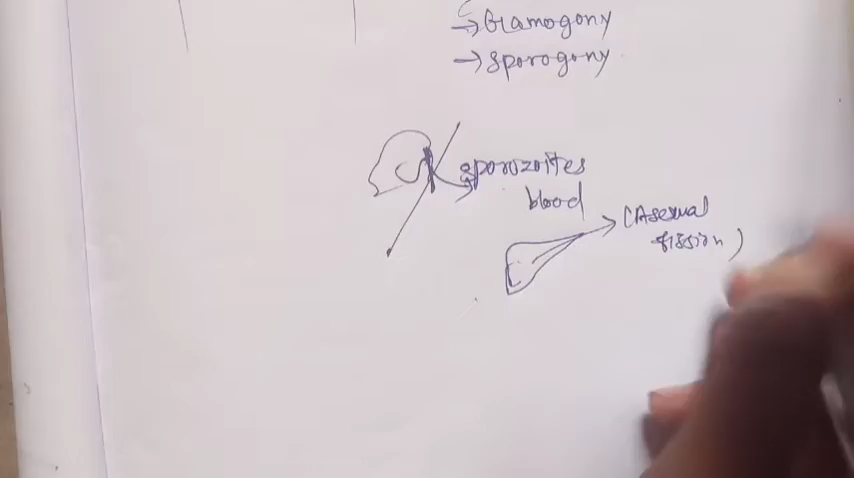 → Gamogony
→ Sporogony
sporozoites
blood
(Asexual
fission)